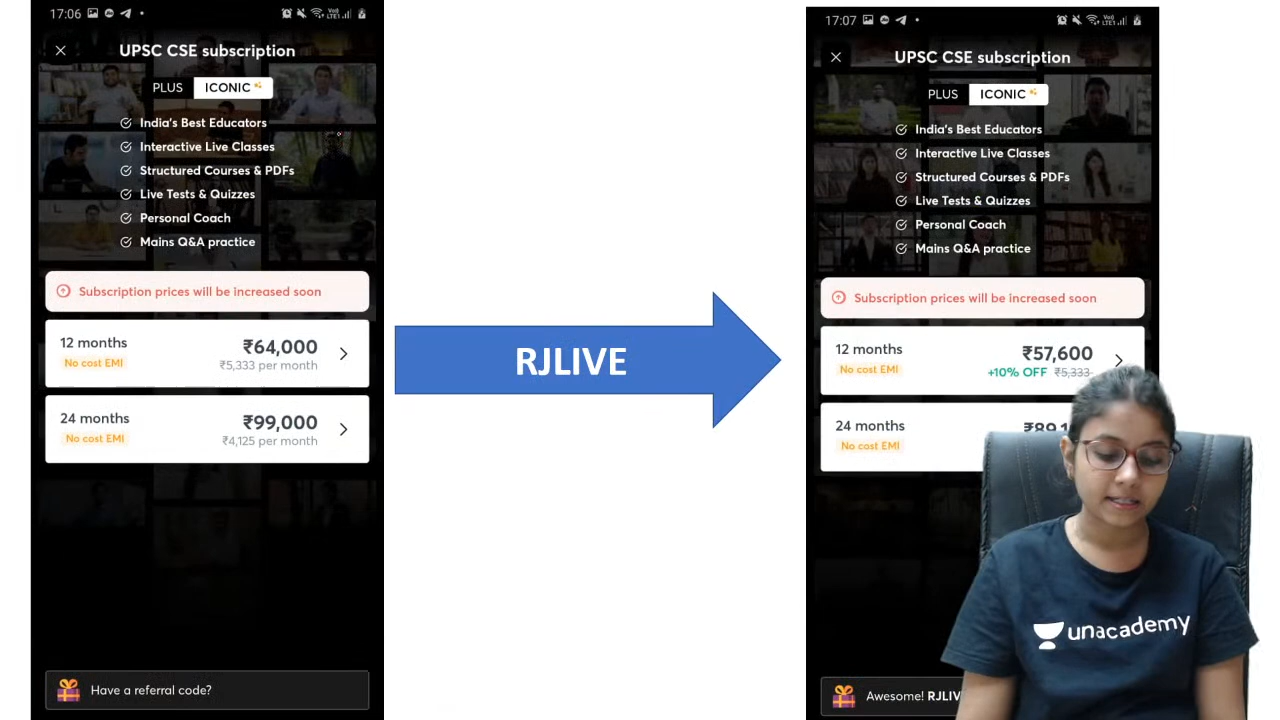 17:06
VoI)
LTE1
UPSC CSE subscription
PLUS
ICONIC
India's Best Educators
Interactive Live Classes
Structured Courses & PDFs
Live Tests & Quizzes
Personal Coach
Mains Q&A practice
Subscription prices will be increased soon
12 months
₹64,000
No cost EMI
₹5,333 per month
24 months
₹99,000
No cost EMI
₹4,125 per month
Have a referral code?
RJLIVE
17:07
UPSC CSE subscription
PLUS
ICONIC
India's Best Educators
Interactive Live Classes
Structured Courses & PDFs
Live Tests & Quizzes
Personal Coach
Mains Q&A practice
Subscription prices will be increased soon
12 months
₹57,600
No cost EMI
+10% OFF ₹5,333
24 months
No cost EMI
Awesome! RJLIV
unacademy